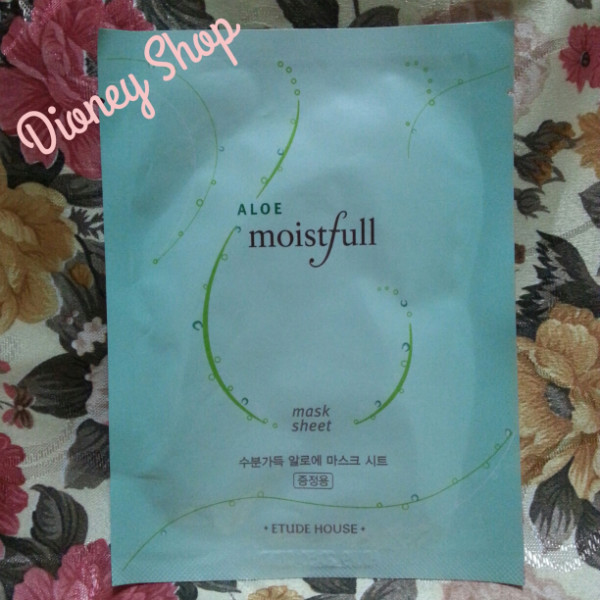 Dioney Shop
ALOE
moistfull
mask
sheet
수분가득 알로에 마스크 시트
증정용
• ETUDE HOUSE •